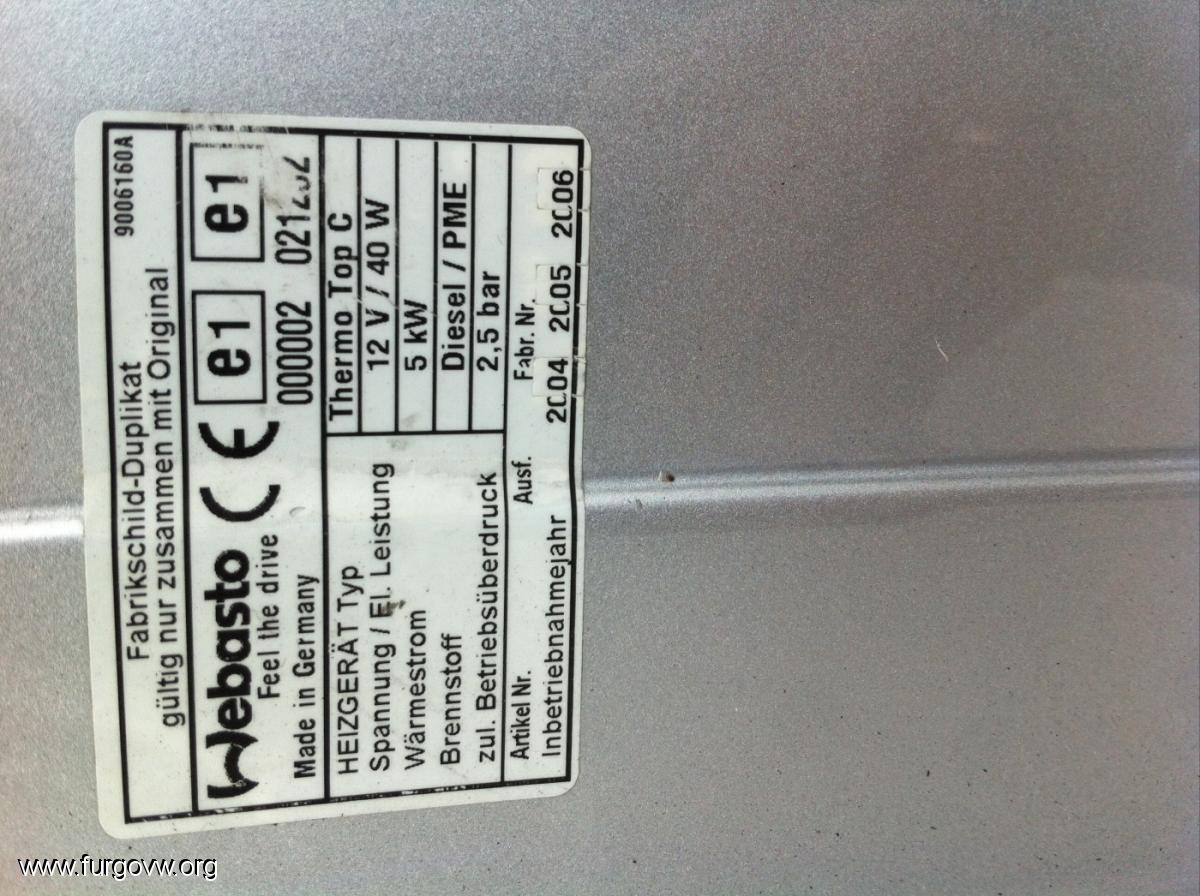 9006160A
Fabrikschild-Duplikat
gültig nur zusammen mit Original
Webasto CE e1 e1
Feel the drive
Made in Germany 000002
HEIZGERÄT Typ Thermo Top C
Spannung / El. Leistung 12 V / 40 W
Wärmestrom 5 kW
Brennstoff Diesel / PME
zul. Betriebsüberdruck 2,5 bar
Artikel Nr. Ausf. Fabr. Nr.
Inbetriebnahmejahr 2004 2005 2006
www.furgovw.org